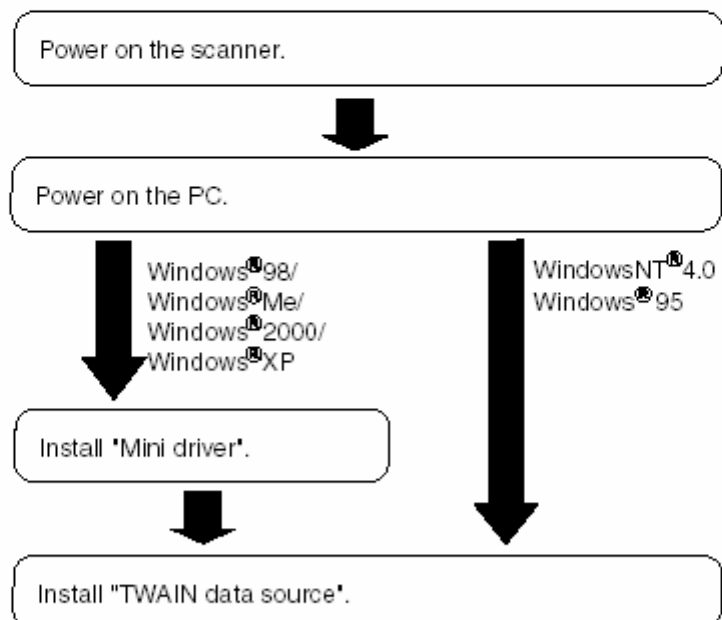 Power on the scanner.
Power on the PC.
Windows®98/
Windows®Me/
Windows®2000/
Windows®XP
WindowsNT®4.0
Windows®95
Install "Mini driver".
Install "TWAIN data source".